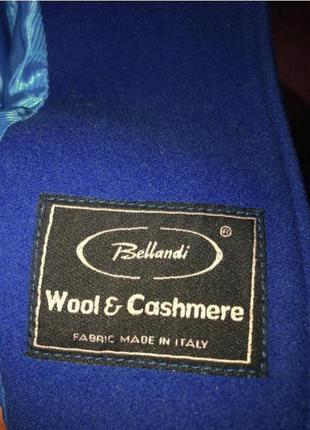 Bellandi ®
Wool & Cashmere
FABRIC MADE IN ITALY